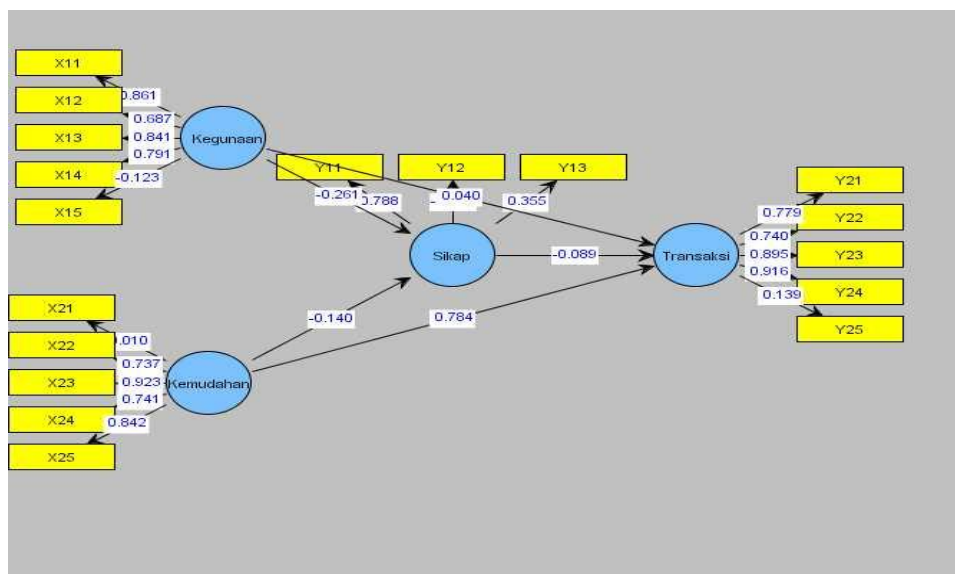 X11
X12
X13
X14
X15
0.861
0.687
0.841
0.791
-0.123
Kegunaan
Y11
Y12
Y13
-0.261
0.788
0.040
0.355
Sikap
-0.089
Transaksi
Y21
Y22
Y23
Y24
Y25
0.779
0.740
0.895
0.916
0.139
-0.140
0.784
X21
X22
X23
X24
X25
0.737
0.923
0.741
0.842
Kemudahan